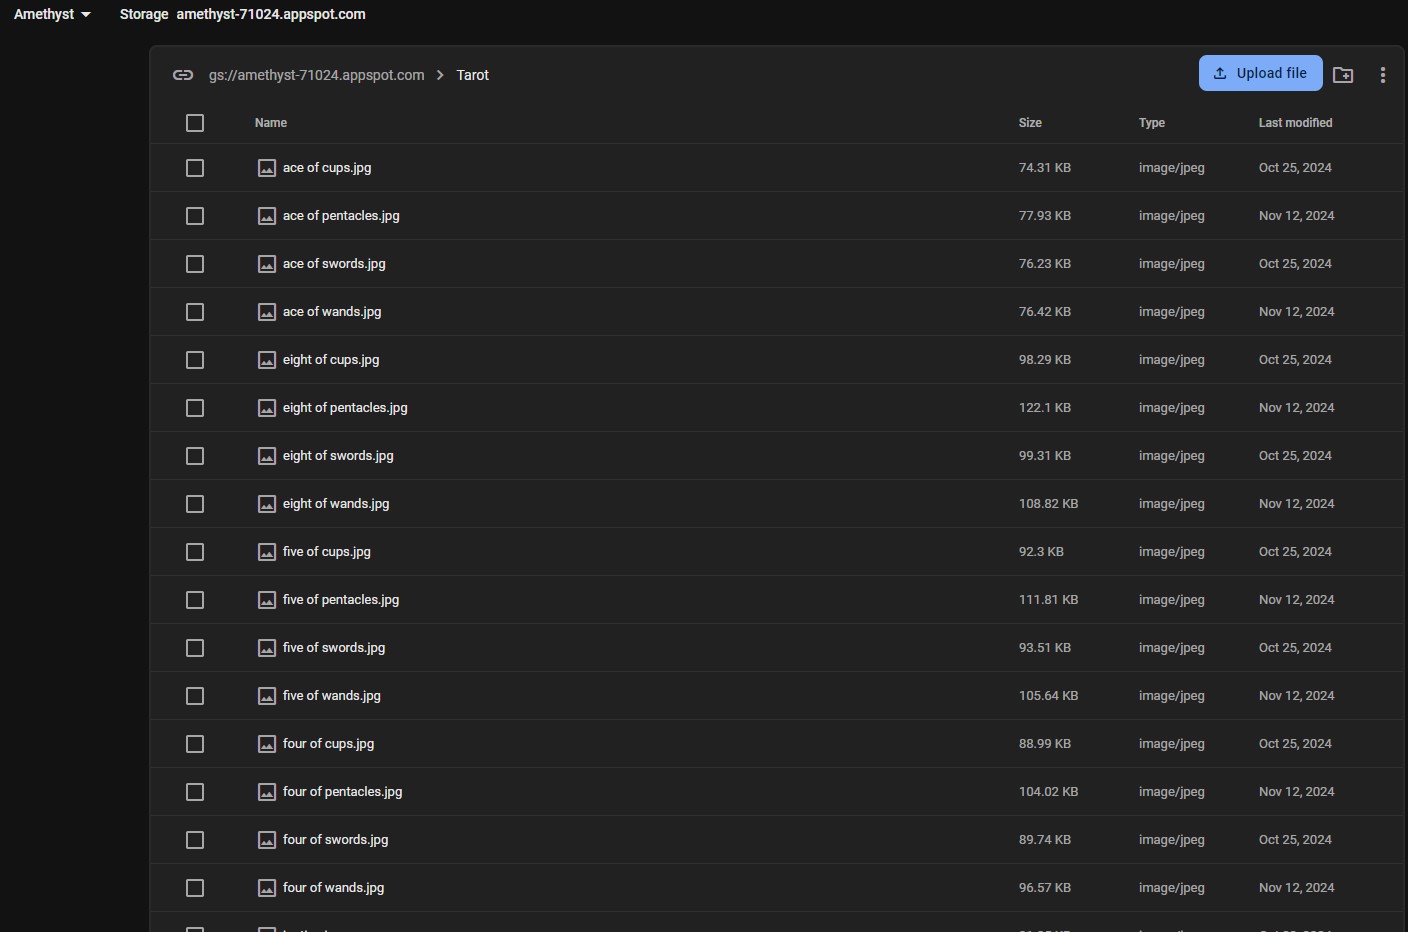 Amethyst Storage amethyst-71024.appspot.com
gs://amethyst-71024.appspot.com Tarot Upload file
Name Size Type Last modified
ace of cups.jpg 74.31 KB image/jpeg Oct 25, 2024
ace of pentacles.jpg 77.93 KB image/jpeg Nov 12, 2024
ace of swords.jpg 76.23 KB image/jpeg Oct 25, 2024
ace of wands.jpg 76.42 KB image/jpeg Nov 12, 2024
eight of cups.jpg 98.29 KB image/jpeg Oct 25, 2024
eight of pentacles.jpg 122.1 KB image/jpeg Nov 12, 2024
eight of swords.jpg 99.31 KB image/jpeg Oct 25, 2024
eight of wands.jpg 108.82 KB image/jpeg Nov 12, 2024
five of cups.jpg 92.3 KB image/jpeg Oct 25, 2024
five of pentacles.jpg 111.81 KB image/jpeg Nov 12, 2024
five of swords.jpg 93.51 KB image/jpeg Oct 25, 2024
five of wands.jpg 105.64 KB image/jpeg Nov 12, 2024
four of cups.jpg 88.99 KB image/jpeg Oct 25, 2024
four of pentacles.jpg 104.02 KB image/jpeg Nov 12, 2024
four of swords.jpg 89.74 KB image/jpeg Oct 25, 2024
four of wands.jpg 96.57 KB image/jpeg Nov 12, 2024